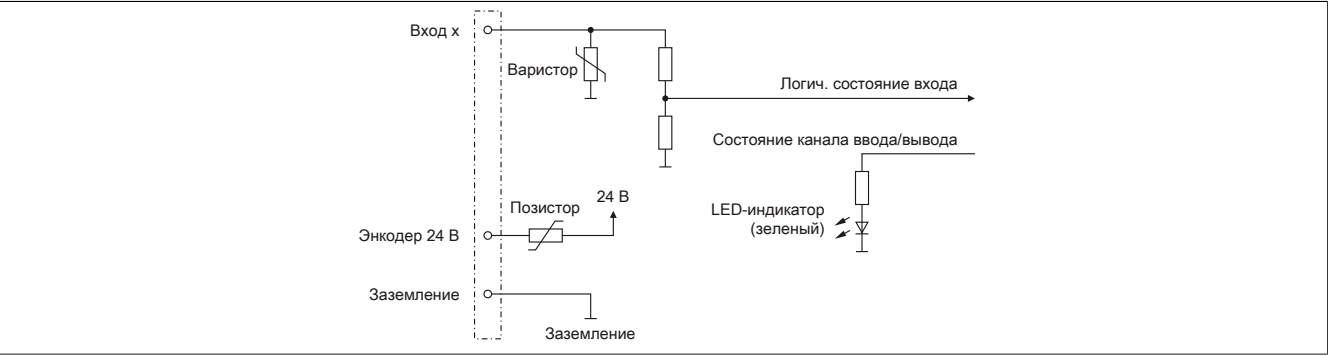 Вход x
Варистор
Логич. состояние входа
Состояние канала ввода/вывода
24 В
Позистор
LED-индикатор
(зеленый)
Энкодер 24 В
Заземление
Заземление